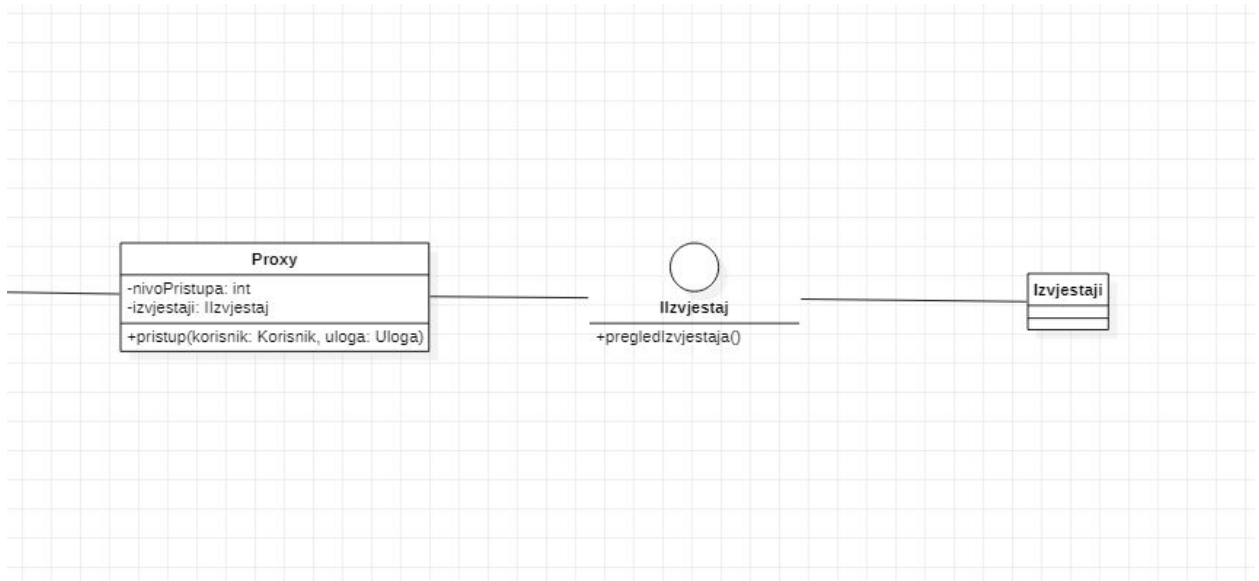 Proxy
-nivoPristupa: int
-izvjestaji: IIzvjestaj
+pristup(korisnik: Korisnik, uloga: Uloga)
IIzvjestaj
+pregledIzvjestaja()
Izvjestaji